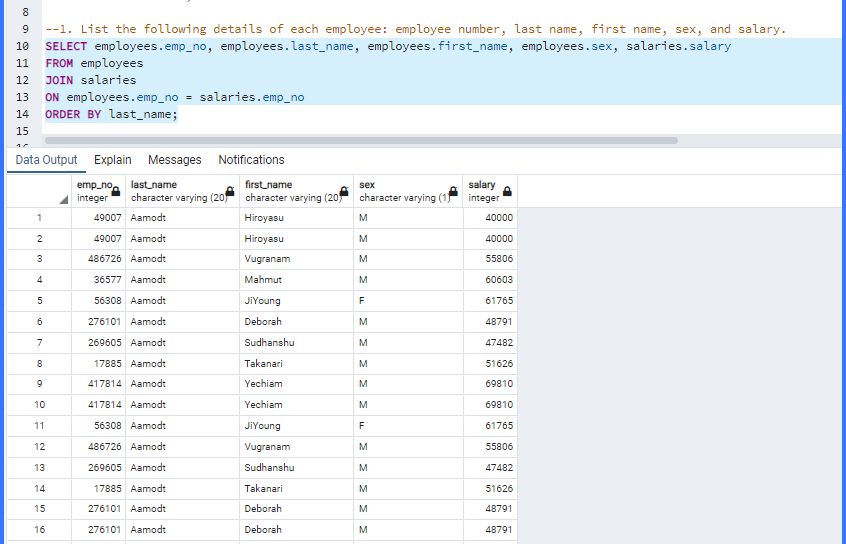 8
9 --1. List the following details of each employee: employee number, last name, first name, sex, and salary.
10 SELECT employees.emp_no, employees.last_name, employees.first_name, employees.sex, salaries.salary
11 FROM employees
12 JOIN salaries
13 ON employees.emp_no = salaries.emp_no
14 ORDER BY last_name;
15
16
Data Output Explain Messages Notifications
emp_no last_name first_name sex salary
integer character varying (20) character varying (20) character varying (1) integer
1 49007 Aamodt Hiroyasu M 40000
2 49007 Aamodt Hiroyasu M 40000
3 486726 Aamodt Vugranam M 55806
4 36577 Aamodt Mahmut M 60603
5 56308 Aamodt JiYoung F 61765
6 276101 Aamodt Deborah M 48791
7 269605 Aamodt Sudhanshu M 47482
8 17885 Aamodt Takanari M 51626
9 417814 Aamodt Yechiam M 69810
10 417814 Aamodt Yechiam M 69810
11 56308 Aamodt JiYoung F 61765
12 486726 Aamodt Vugranam M 55806
13 269605 Aamodt Sudhanshu M 47482
14 17885 Aamodt Takanari M 51626
15 276101 Aamodt Deborah M 48791
16 276101 Aamodt Deborah M 48791